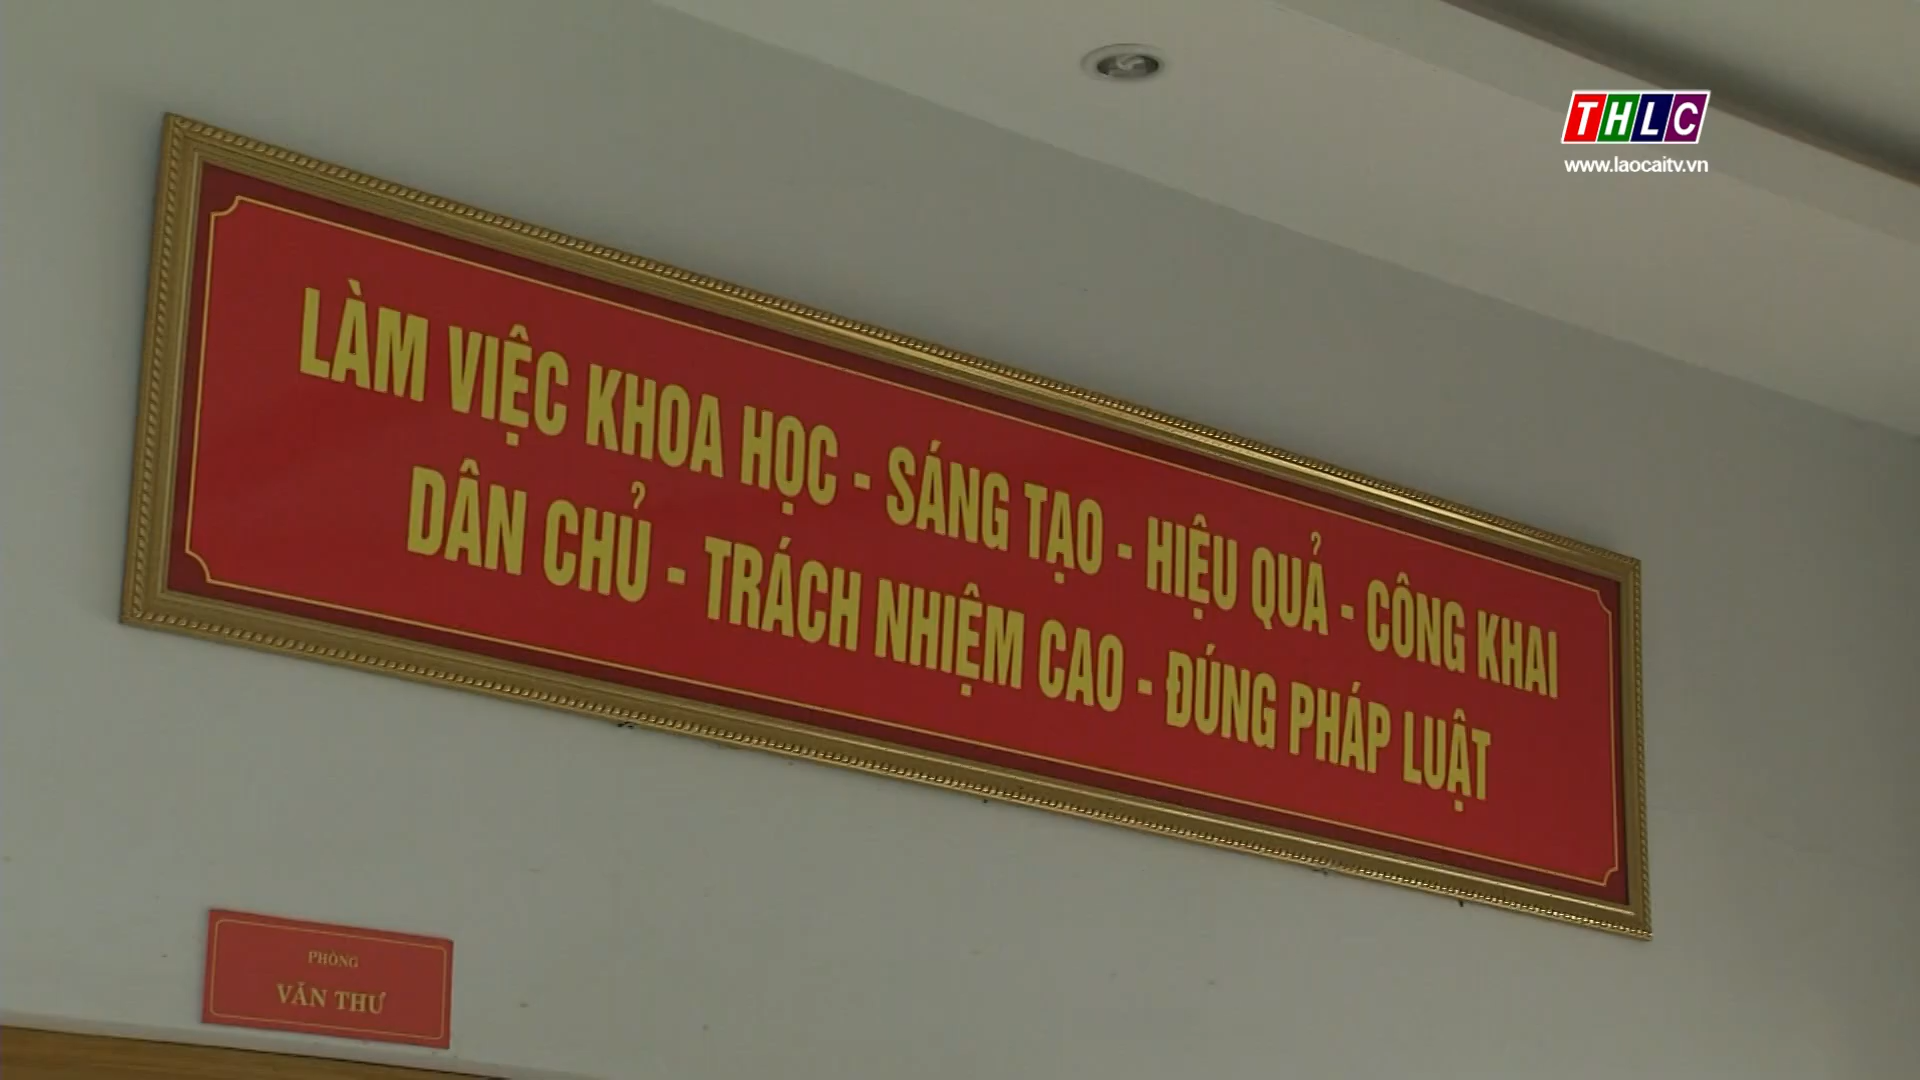 THLC
www.laocaitv.vn
LÀM VIỆC KHOA HỌC - SÁNG TẠO - HIỆU QUẢ - CÔNG KHAI
DÂN CHỦ - TRÁCH NHIỆM CAO - ĐÚNG PHÁP LUẬT
PHÒNG
VĂN THƯ